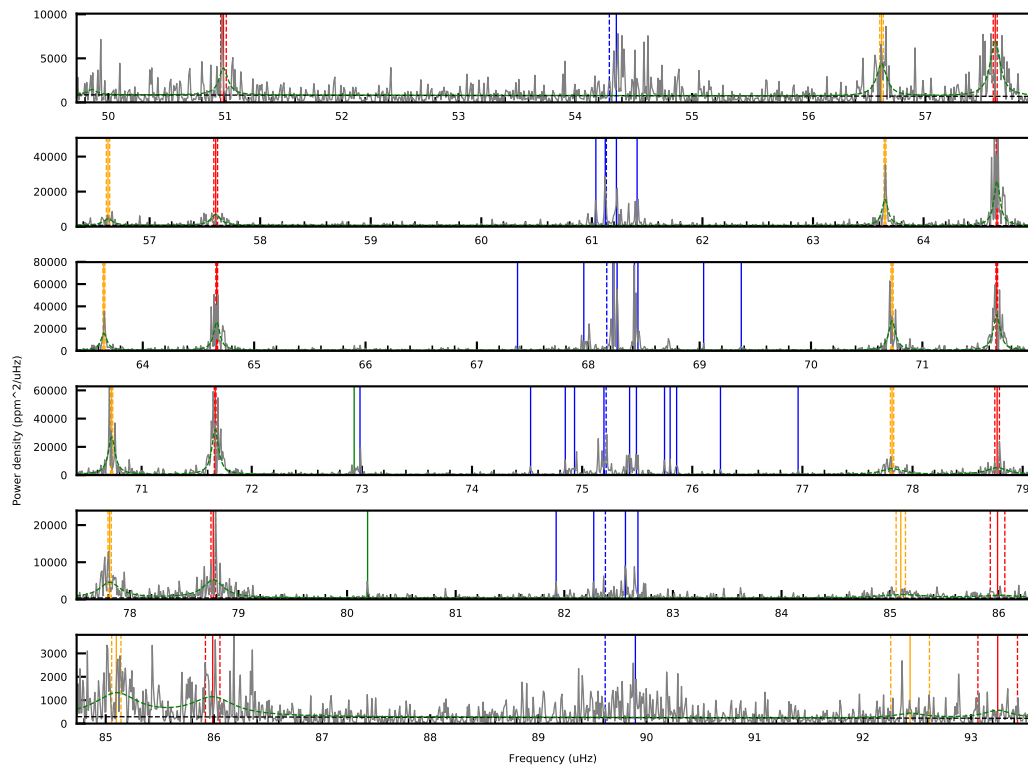 10000
5000
0
50 51 52 53 54 55 56 57
40000
20000
0
57 58 59 60 61 62 63 64
80000
60000
40000
20000
0
64 65 66 67 68 69 70 71
60000
40000
20000
0
71 72 73 74 75 76 77 78 79
20000
10000
0
78 79 80 81 82 83 84 85 86
3000
2000
1000
0
85 86 87 88 89 90 91 92 93
Power density (ppm^2/uHz)
Frequency (uHz)